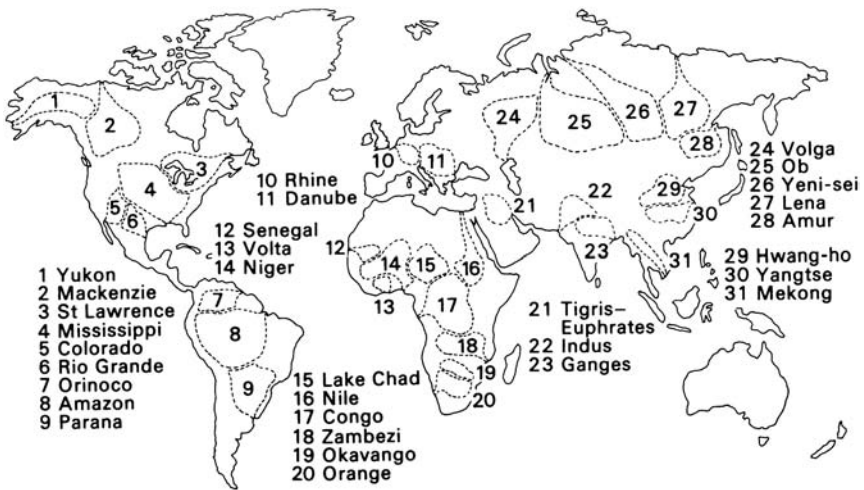 1
2
3
4
5
6
7
8
9
10
11
12
13
14
15
16
17
18
19
20
21
22
23
24
25
26
27
28
29
30
31
10 Rhine
11 Danube
12 Senegal
13 Volta
14 Niger
1 Yukon
2 Mackenzie
3 St Lawrence
4 Mississippi
5 Colorado
6 Rio Grande
7 Orinoco
8 Amazon
9 Parana
15 Lake Chad
16 Nile
17 Congo
18 Zambezi
19 Okavango
20 Orange
21 Tigris–
Euphrates
22 Indus
23 Ganges
24 Volga
25 Ob
26 Yeni-sei
27 Lena
28 Amur
29 Hwang-ho
30 Yangtse
31 Mekong